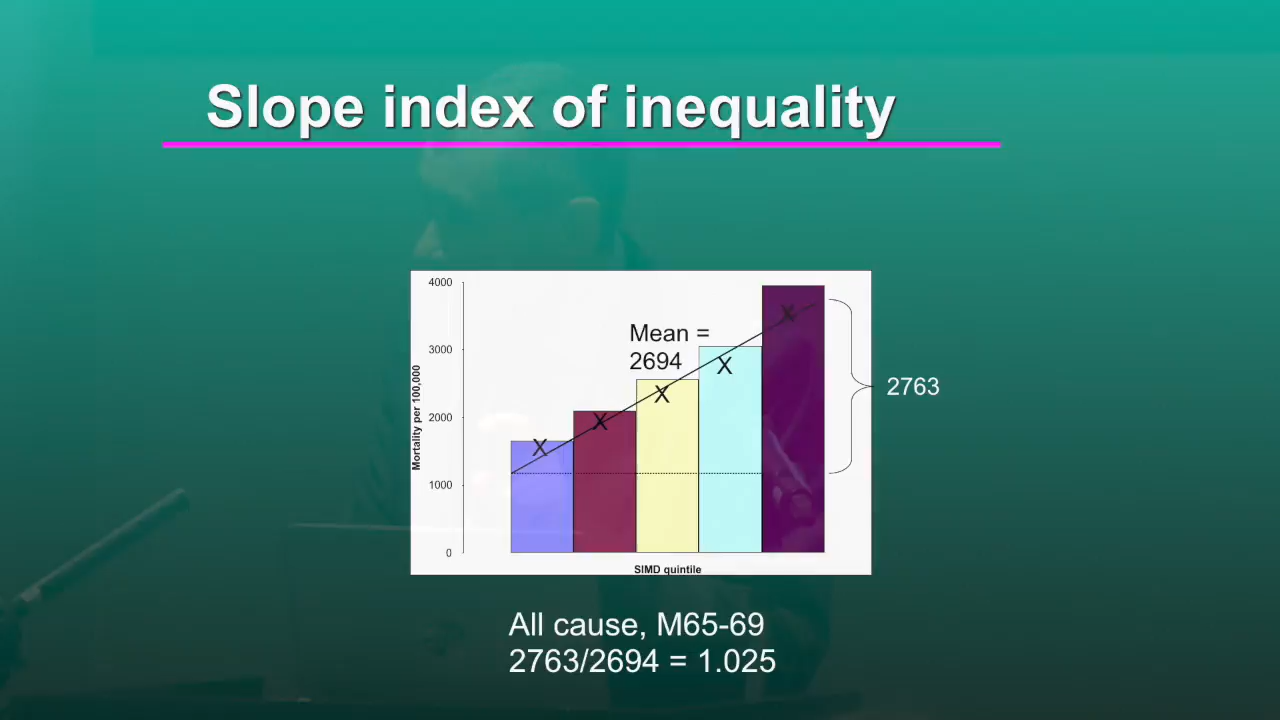 Slope index of inequality
4000
3000
2000
1000
0
Mortality per 100,000
Mean =
2694
X
X
X
X
X
2763
SIMD quintile
All cause, M65-69
2763/2694 = 1.025